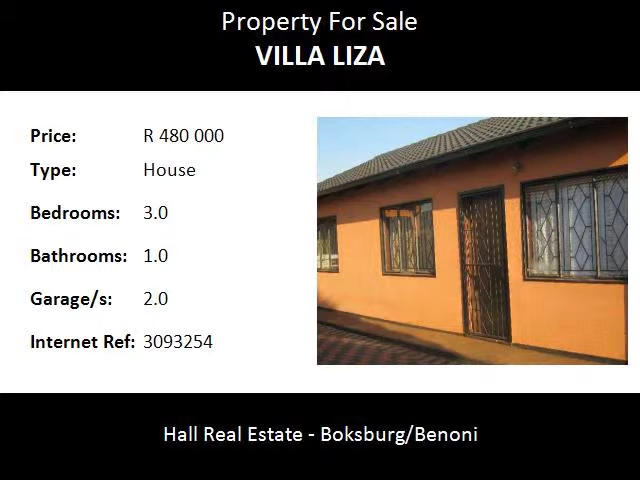 Property For Sale
VILLA LIZA
Price: R 480 000
Type: House
Bedrooms: 3.0
Bathrooms: 1.0
Garage/s: 2.0
Internet Ref: 3093254
Hall Real Estate - Boksburg/Benoni